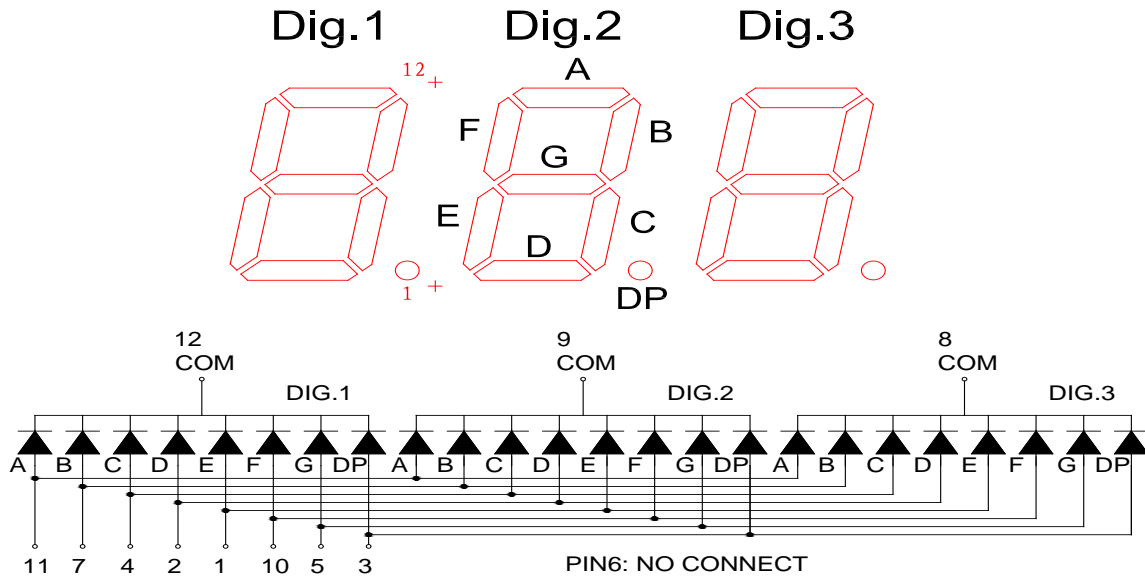 Dig.1 Dig.2 Dig.3
A
12
F B
G
E C
D
1
DP
12 9 8
COM COM COM
DIG.1 DIG.2 DIG.3
A B C D E F G DP A B C D E F G DP A B C D E F G DP
11 7 4 2 1 10 5 3 PIN6: NO CONNECT